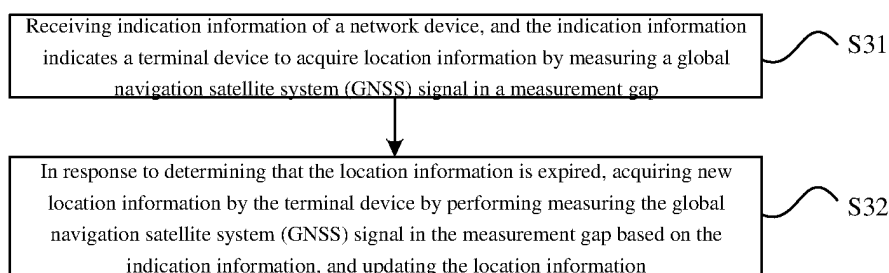 Receiving indication information of a network device, and the indication information
indicates a terminal device to acquire location information by measuring a global
navigation satellite system (GNSS) signal in a measurement gap
S31
In response to determining that the location information is expired, acquiring new
location information by the terminal device by performing measuring the global
navigation satellite system (GNSS) signal in the measurement gap based on the
indication information, and updating the location information
S32